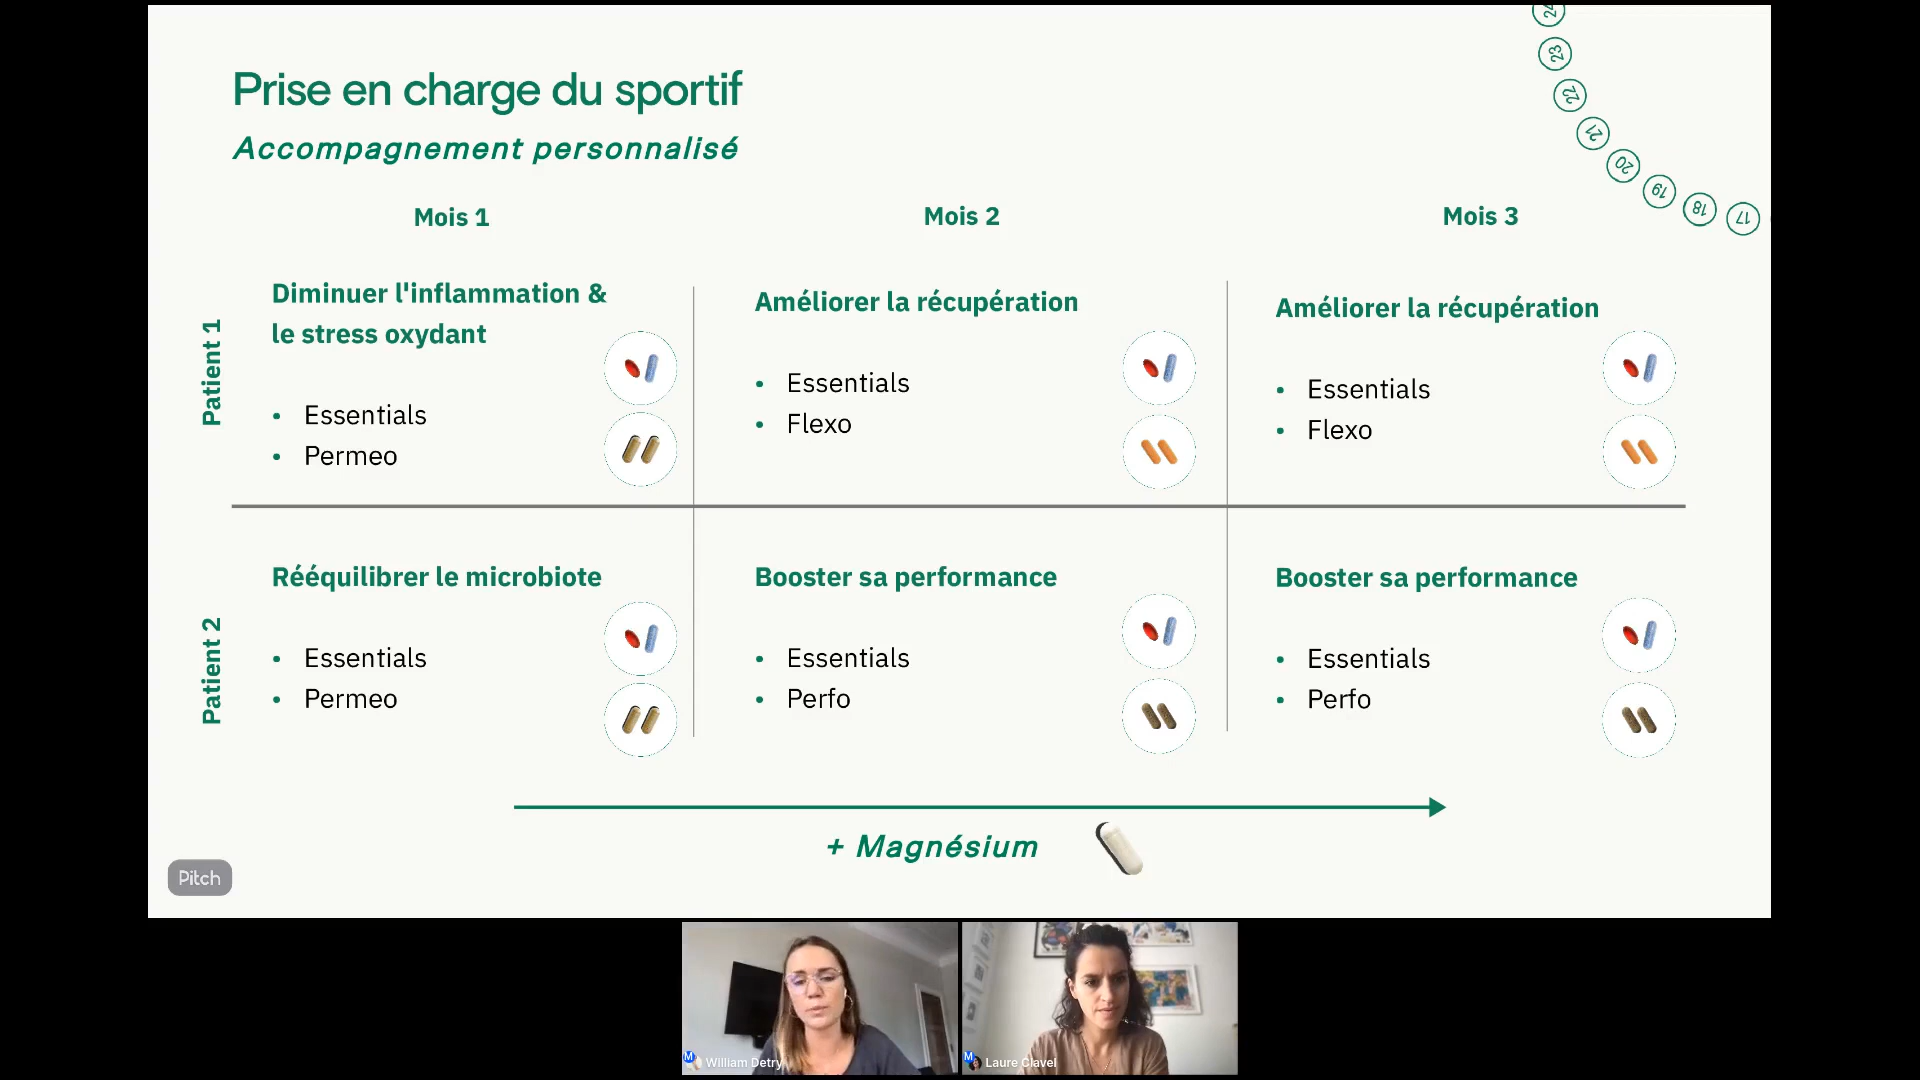 Prise en charge du sportif
Accompagnement personnalisé
24
23
22
21
20
19
18
17
Mois 1
Mois 2
Mois 3
Patient 1
Diminuer l'inflammation &
le stress oxydant
• Essentials
• Permeo
Améliorer la récupération
• Essentials
• Flexo
Améliorer la récupération
• Essentials
• Flexo
Patient 2
Rééquilibrer le microbiote
• Essentials
• Permeo
Booster sa performance
• Essentials
• Perfo
Booster sa performance
• Essentials
• Perfo
+ Magnésium
Pitch
M William Detry
M Laure Clavel